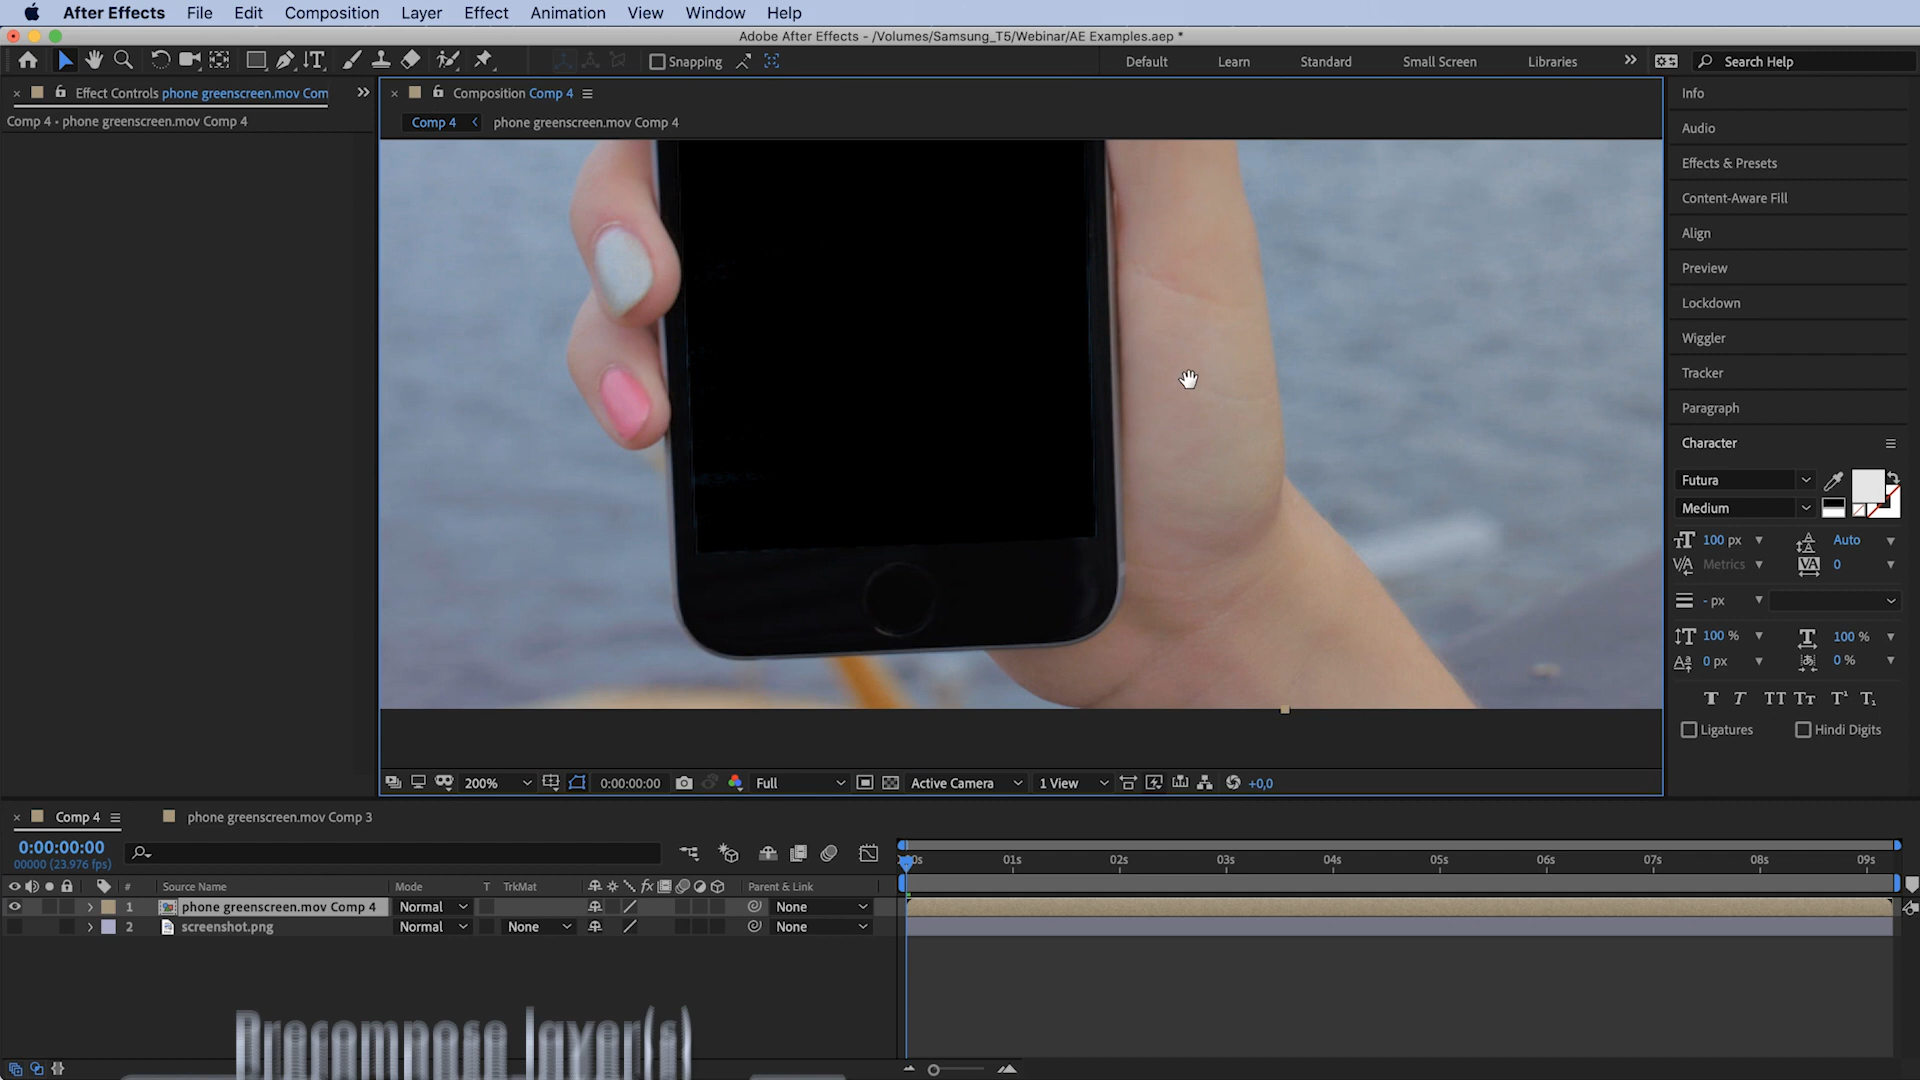 After Effects File Edit Composition Layer Effect Animation View Window Help
Adobe After Effects - /Volumes/Samsung_T5/Webinar/AE Examples.aep *
Snapping
Default Learn Standard Small Screen Libraries
Search Help
Effect Controls phone greenscreen.mov Com
Comp 4 • phone greenscreen.mov Comp 4
Composition Comp 4
Comp 4 phone greenscreen.mov Comp 4
Info
Audio
Effects & Presets
Content-Aware Fill
Align
Preview
Lockdown
Wiggler
Tracker
Paragraph
Character
Futura
Medium
100 px Auto
Metrics 0
- px
100 % 100 %
0 px 0 %
T T TT Tt T¹ T₁
Ligatures Hindi Digits
200% 0:00:00:00 Full Active Camera 1 View +0,0
Comp 4 phone greenscreen.mov Comp 3
0:00:00:00
00000 (23.976 fps)
01s 02s 03s 04s 05s 06s 07s 08s 09s
# Source Name Mode T TrkMat Parent & Link
1 phone greenscreen.mov Comp 4 Normal None
2 screenshot.png Normal None None
Precompose layer(s)